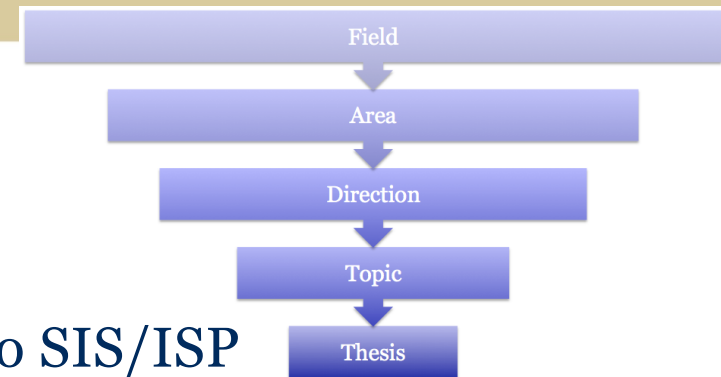 Field
Area
Direction
Topic
o SIS/ISP
Thesis